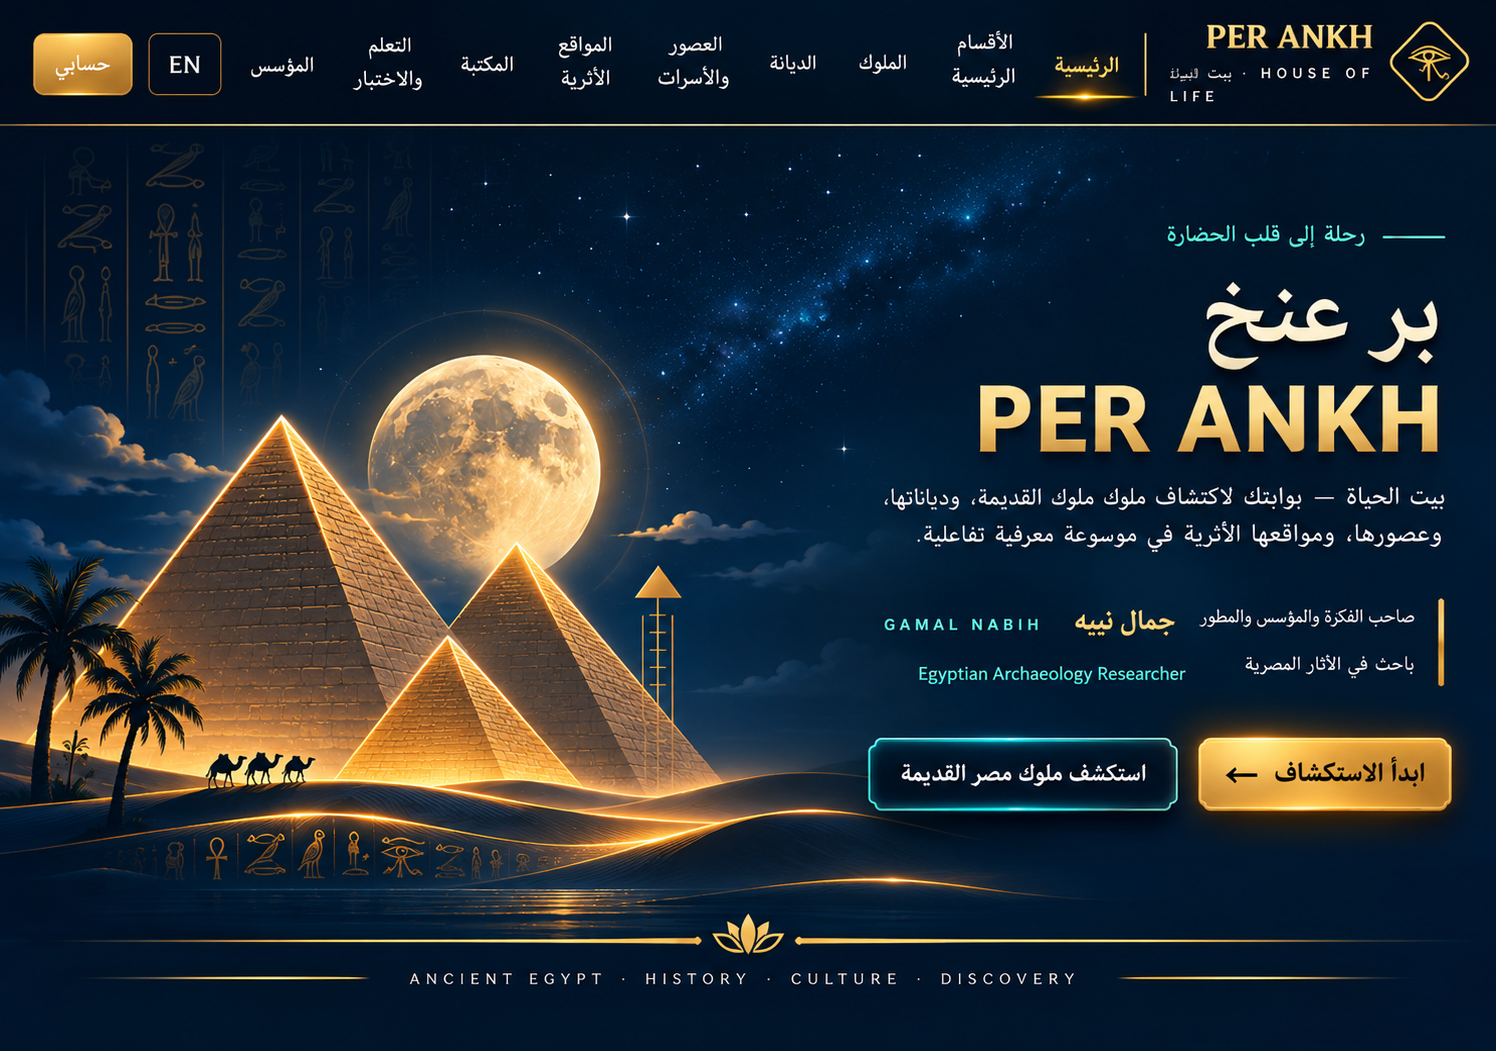 PER ANKH
بيت · HOUSE OF
LIFE
الرئيسية
الأقسام
الرئيسية
الملوك
الديانة
العصور
والأسرات
المواقع
الأثرية
المكتبة
التعلم
والاختبار
المؤسس
EN
حسابي
رحلة إلى قلب الحضارة
بر عنخ
PER ANKH
بيت الحياة — بوابتك لاكتشاف ملوك ملوك القديمة، ودياناتها،
وعصورها، ومواقعها الأثرية في موسوعة معرفية تفاعلية.
صاحب الفكرة والمؤسس والمطور جمال نبيه GAMAL NABIH
باحث في الأثار المصرية Egyptian Archaeology Researcher
ابدأ الاستكشاف ←
استكشف ملوك مصر القديمة
ANCIENT EGYPT · HISTORY · CULTURE · DISCOVERY